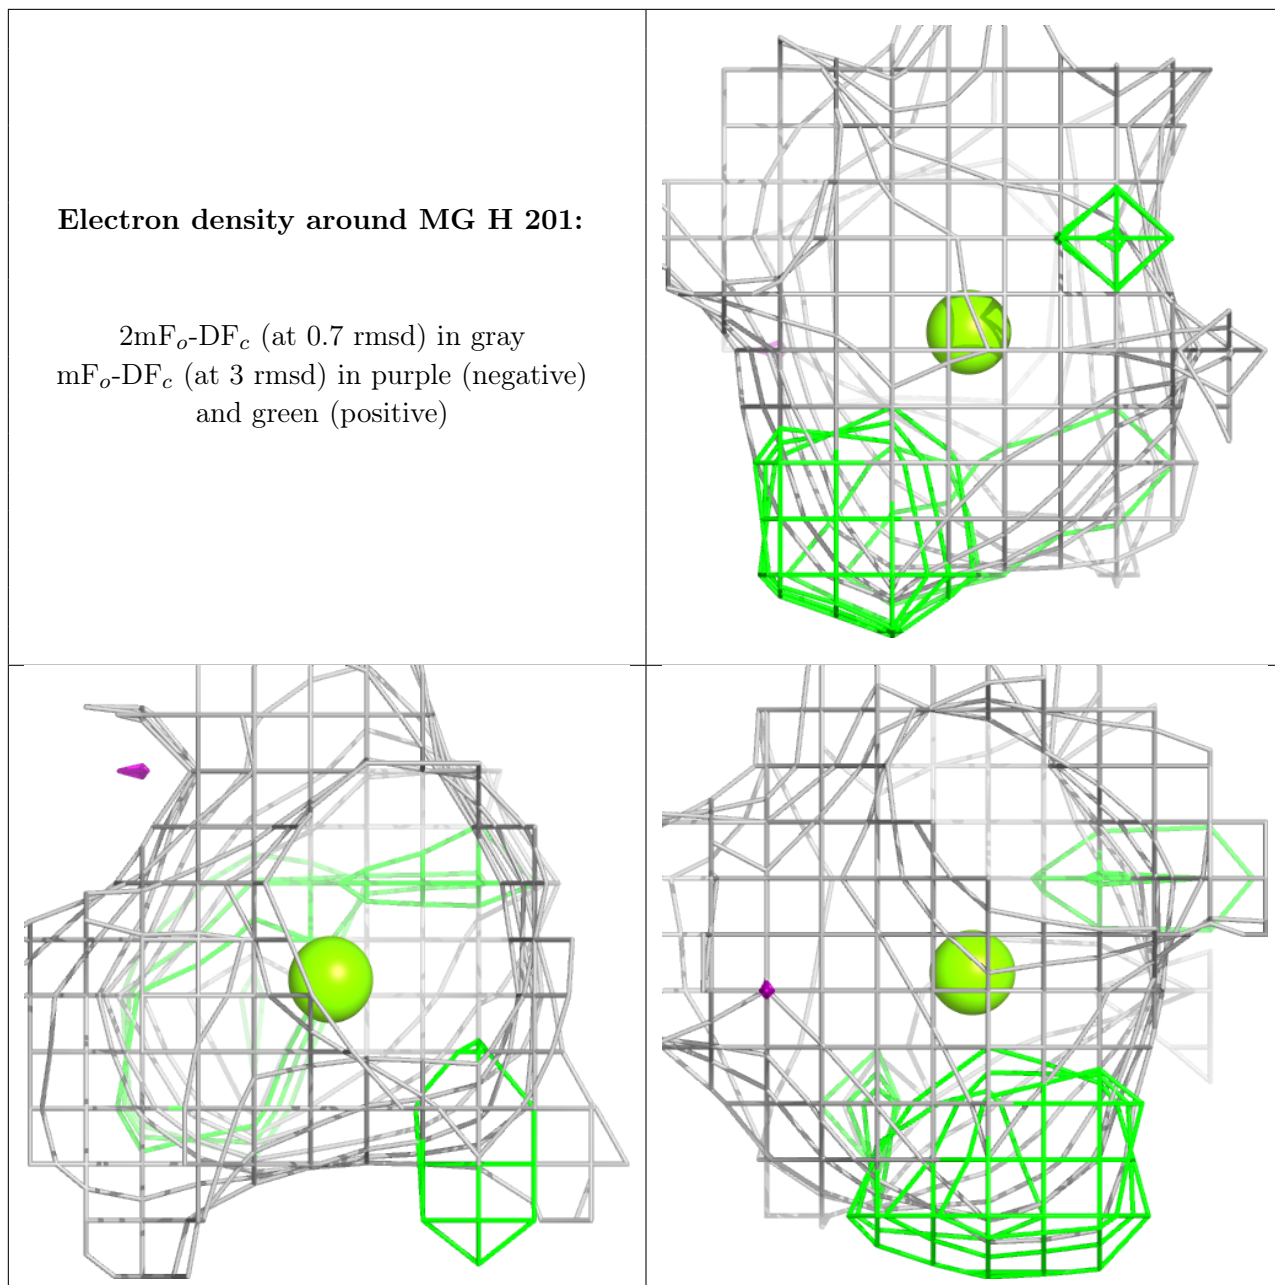 Electron density around MG H 201:
2mFo-DFc (at 0.7 rmsd) in gray
mFo-DFc (at 3 rmsd) in purple (negative)
and green (positive)